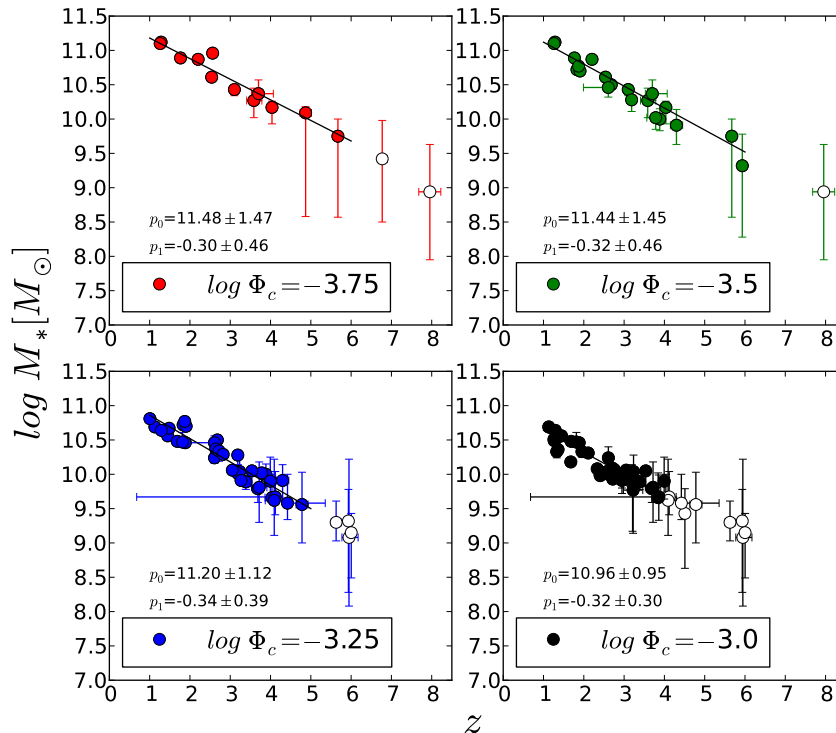 11.5
11.0
10.5
10.0
9.5
9.0
8.5
8.0
7.5
7.0
0 1 2 3 4 5 6 7 8
p₀=11.48±1.47
p₁=-0.30±0.46
log Φc=−3.75
11.5
11.0
10.5
10.0
9.5
9.0
8.5
8.0
7.5
7.0
0 1 2 3 4 5 6 7 8
p₀=11.44±1.45
p₁=-0.32±0.46
log Φc=−3.5
log M*[M⊙]
11.5
11.0
10.5
10.0
9.5
9.0
8.5
8.0
7.5
7.0
0 1 2 3 4 5 6 7 8
p₀=11.20±1.12
p₁=-0.34±0.39
log Φc=−3.25
11.5
11.0
10.5
10.0
9.5
9.0
8.5
8.0
7.5
7.0
0 1 2 3 4 5 6 7 8
p₀=10.96±0.95
p₁=-0.32±0.30
log Φc=−3.0
z